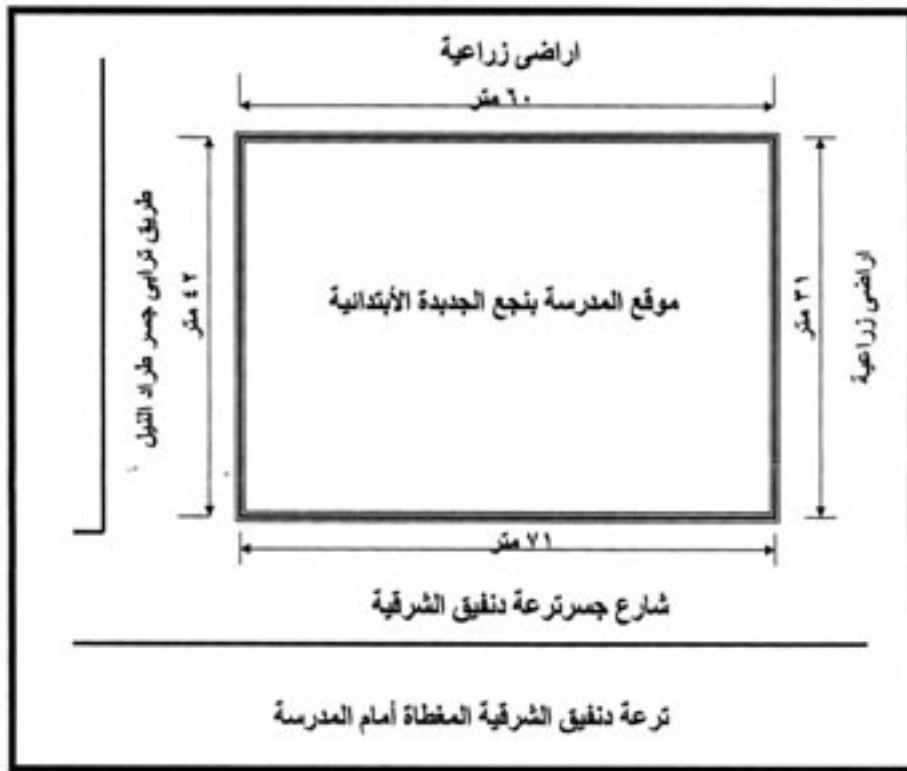 اراضى زراعية
٦٠ متر
طريق ترابى جسر طراد النيل
٤٢ متر
موقع المدرسة بنجع الجديدة الأبتدائية
٣١ متر
اراضى زراعية
٧١ متر
شارع جسرترعة دنفيق الشرقية
ترعة دنفيق الشرقية المغطاة أمام المدرسة